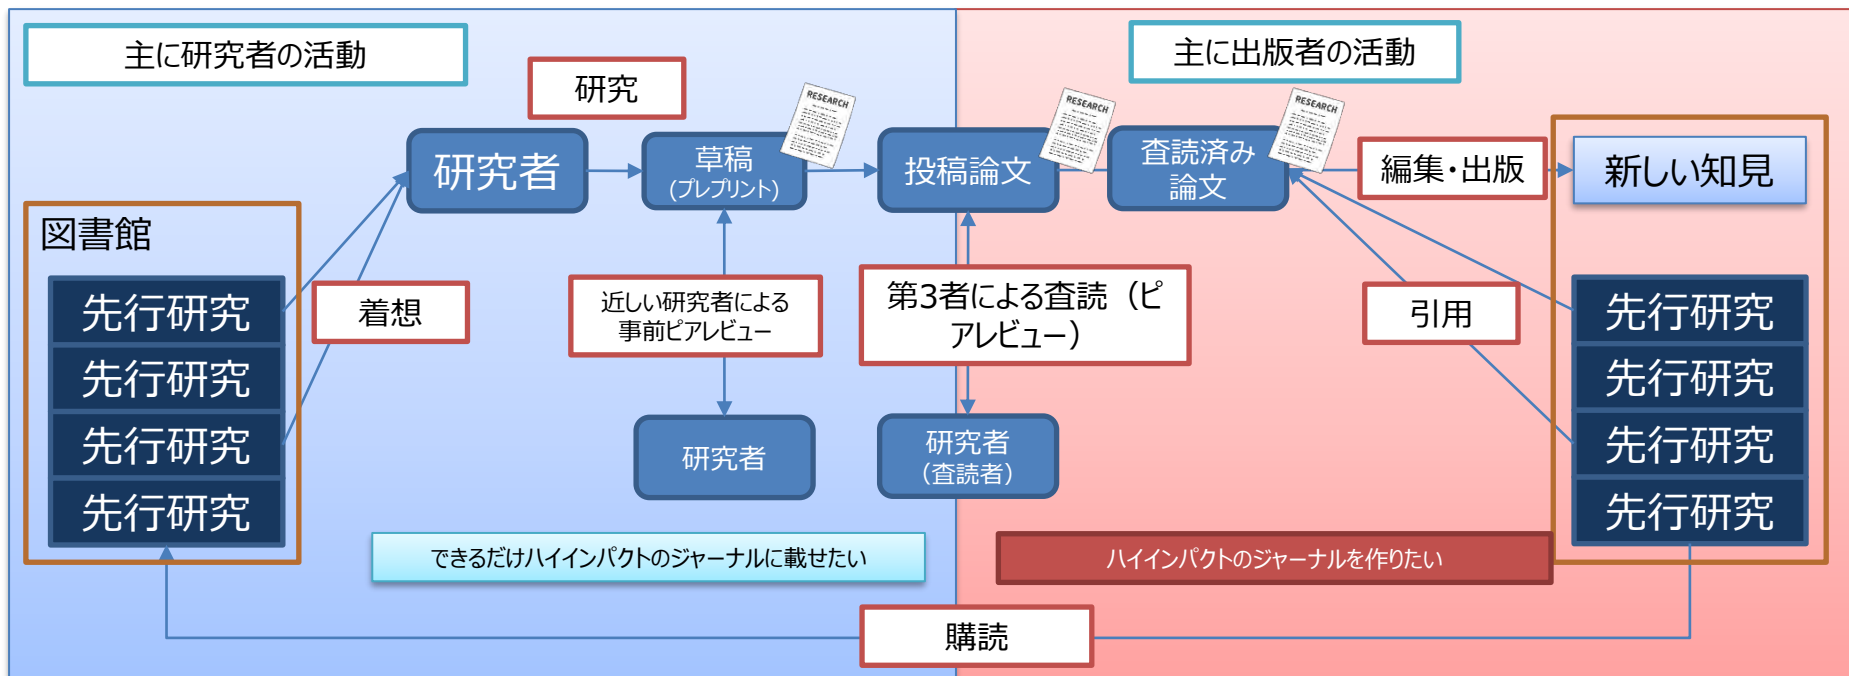 主に研究者の活動
主に出版者の活動
研究
RESEARCH
RESEARCH
RESEARCH
研究者
草稿
(プレプリント)
投稿論文
査読済み
論文
編集・出版
新しい知見
図書館
先行研究
先行研究
先行研究
先行研究
着想
近しい研究者による
事前ピアレビュー
第3者による査読（ピ
アレビュー）
引用
先行研究
先行研究
先行研究
先行研究
研究者
研究者
（査読者）
できるだけハイインパクトのジャーナルに載せたい
ハイインパクトのジャーナルを作りたい
購読